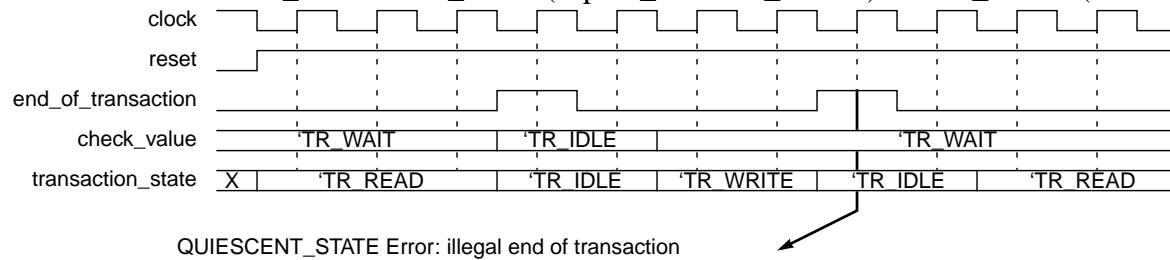 clock
reset
end_of_transaction
check_value ‘TR_WAIT ‘TR_IDLE ‘TR_WAIT
transaction_state X ‘TR_READ ‘TR_IDLE ‘TR_WRITE ‘TR_IDLE ‘TR_READ
QUIESCENT_STATE Error: illegal end of transaction